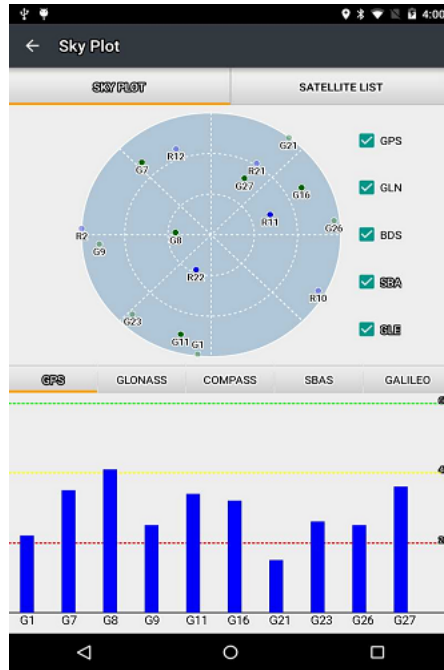 4:00
Sky Plot
SKY PLOT SATELLITE LIST
G21
R12
G7
R21
G27
G16
R11
G26
R2
G8
G9
R22
R10
G23
G11 G1
GPS
GLN
BDS
SBA
GLE
GPS GLONASS COMPASS SBAS GALILEO
G1 G7 G8 G9 G11 G16 G21 G23 G26 G27